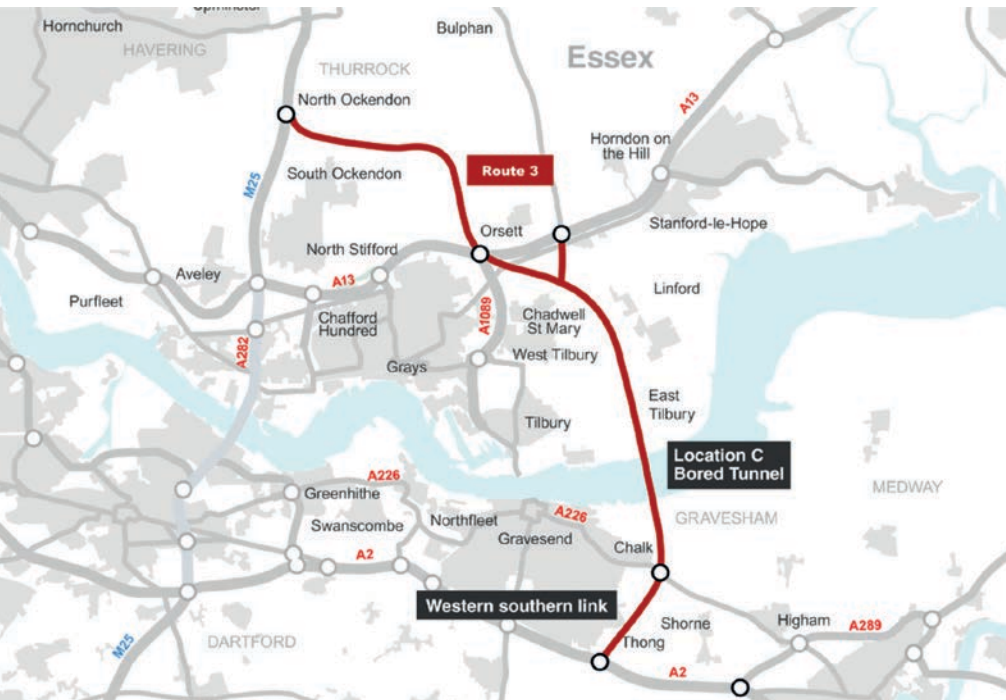 Upminster
Hornchurch
HAVERING
Bulphan
Essex
THURROCK
North Ockendon
A13
Horndon on
the Hill
Route 3
South Ockendon
M25
Stanford-le-Hope
Orsett
North Stifford
Aveley
A13
Linford
Purfleet
Chafford
Hundred
A1089
Chadwell
St Mary
A282
West Tilbury
Grays
East
Tilbury
Tilbury
Location C
Bored Tunnel
A226
MEDWAY
Greenhithe
A226
GRAVESHAM
Swanscombe
Northfleet
Gravesend
Chalk
A2
Western southern link
Shorne
Higham
A289
Thong
DARTFORD
M25
A2